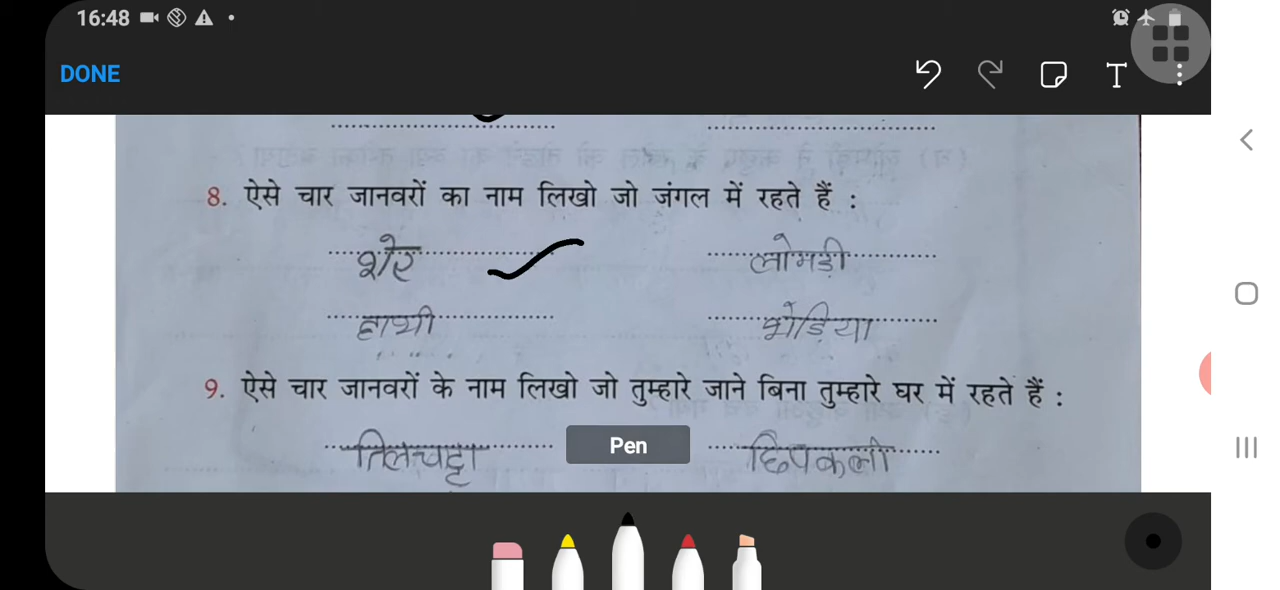 16:48
DONE
T
8. ऐसे चार जानवरों का नाम लिखो जो जंगल में रहते हैं :
शेर लोमड़ी
हाथी भेड़िया
9. ऐसे चार जानवरों के नाम लिखो जो तुम्हारे जाने बिना तुम्हारे घर में रहते हैं :
तिलचट्टा छिपकली
Pen